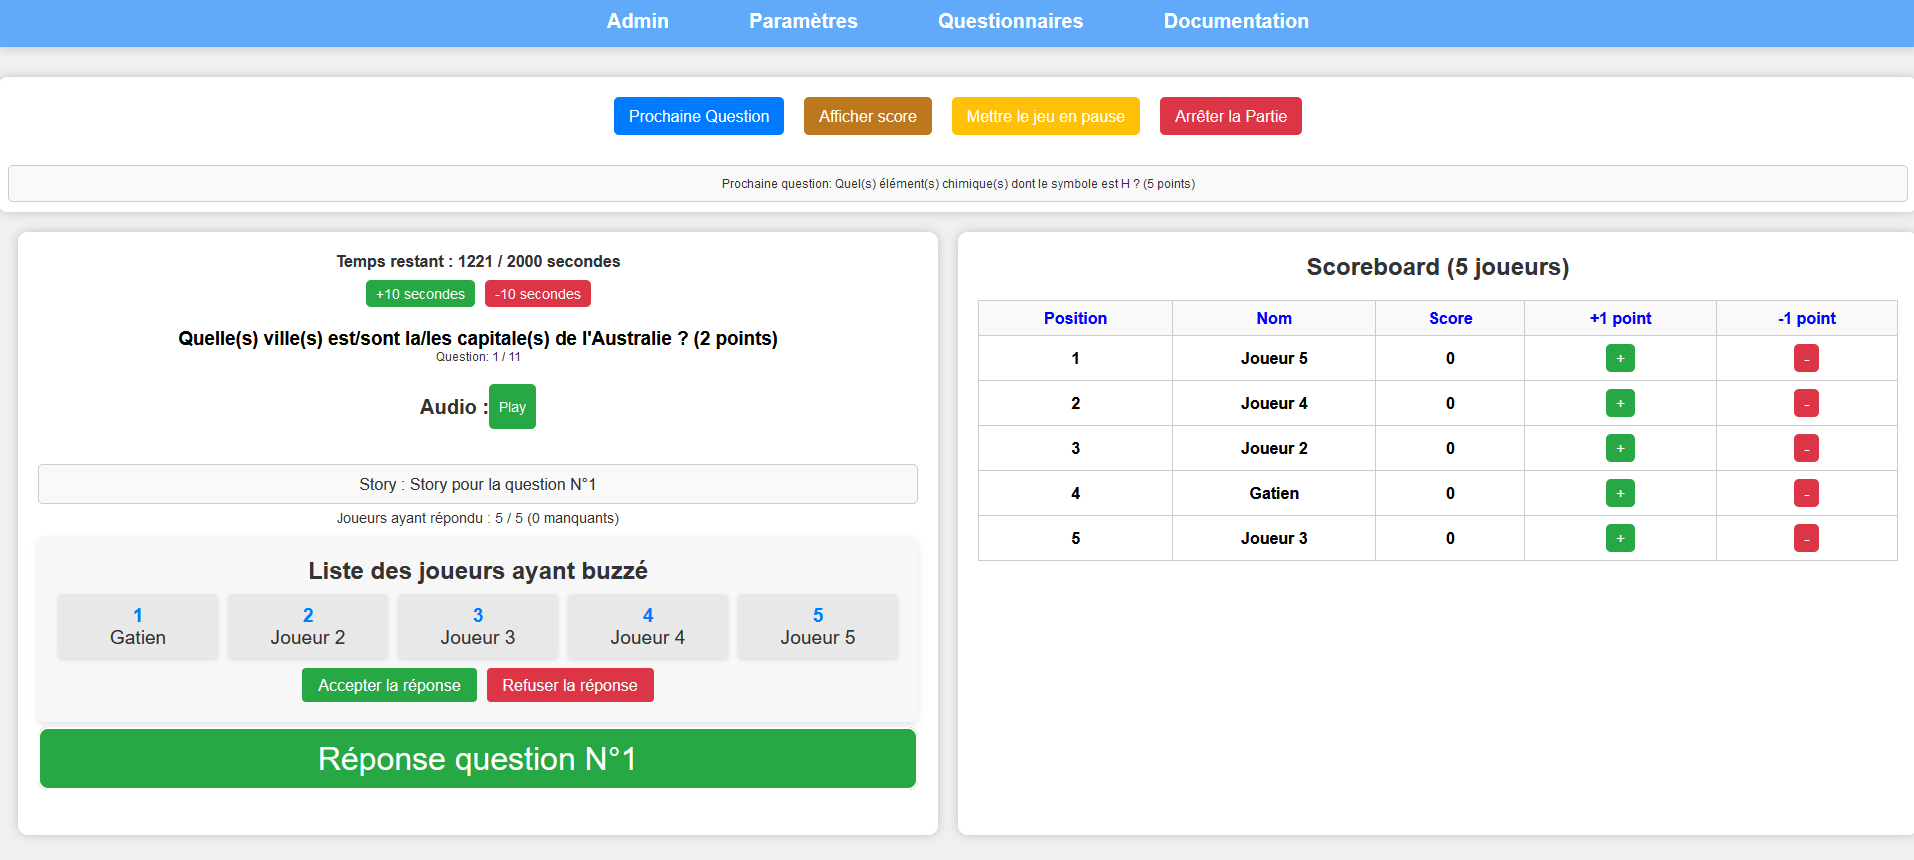 Admin Paramètres Questionnaires Documentation
Prochaine Question Afficher score Mettre le jeu en pause Arrêter la Partie
Prochaine question: Quel(s) élément(s) chimique(s) dont le symbole est H ? (5 points)
Temps restant : 1221 / 2000 secondes
+10 secondes -10 secondes
Quelle(s) ville(s) est/sont la/les capitale(s) de l'Australie ? (2 points)
Question: 1 / 11
Audio : Play
Story : Story pour la question N°1
Joueurs ayant répondu : 5 / 5 (0 manquants)
Liste des joueurs ayant buzzé
1 2 3 4 5
Gatien Joueur 2 Joueur 3 Joueur 4 Joueur 5
Accepter la réponse Refuser la réponse
Réponse question N°1
Scoreboard (5 joueurs)
Position Nom Score +1 point -1 point
1 Joueur 5 0 + -
2 Joueur 4 0 + -
3 Joueur 2 0 + -
4 Gatien 0 + -
5 Joueur 3 0 + -